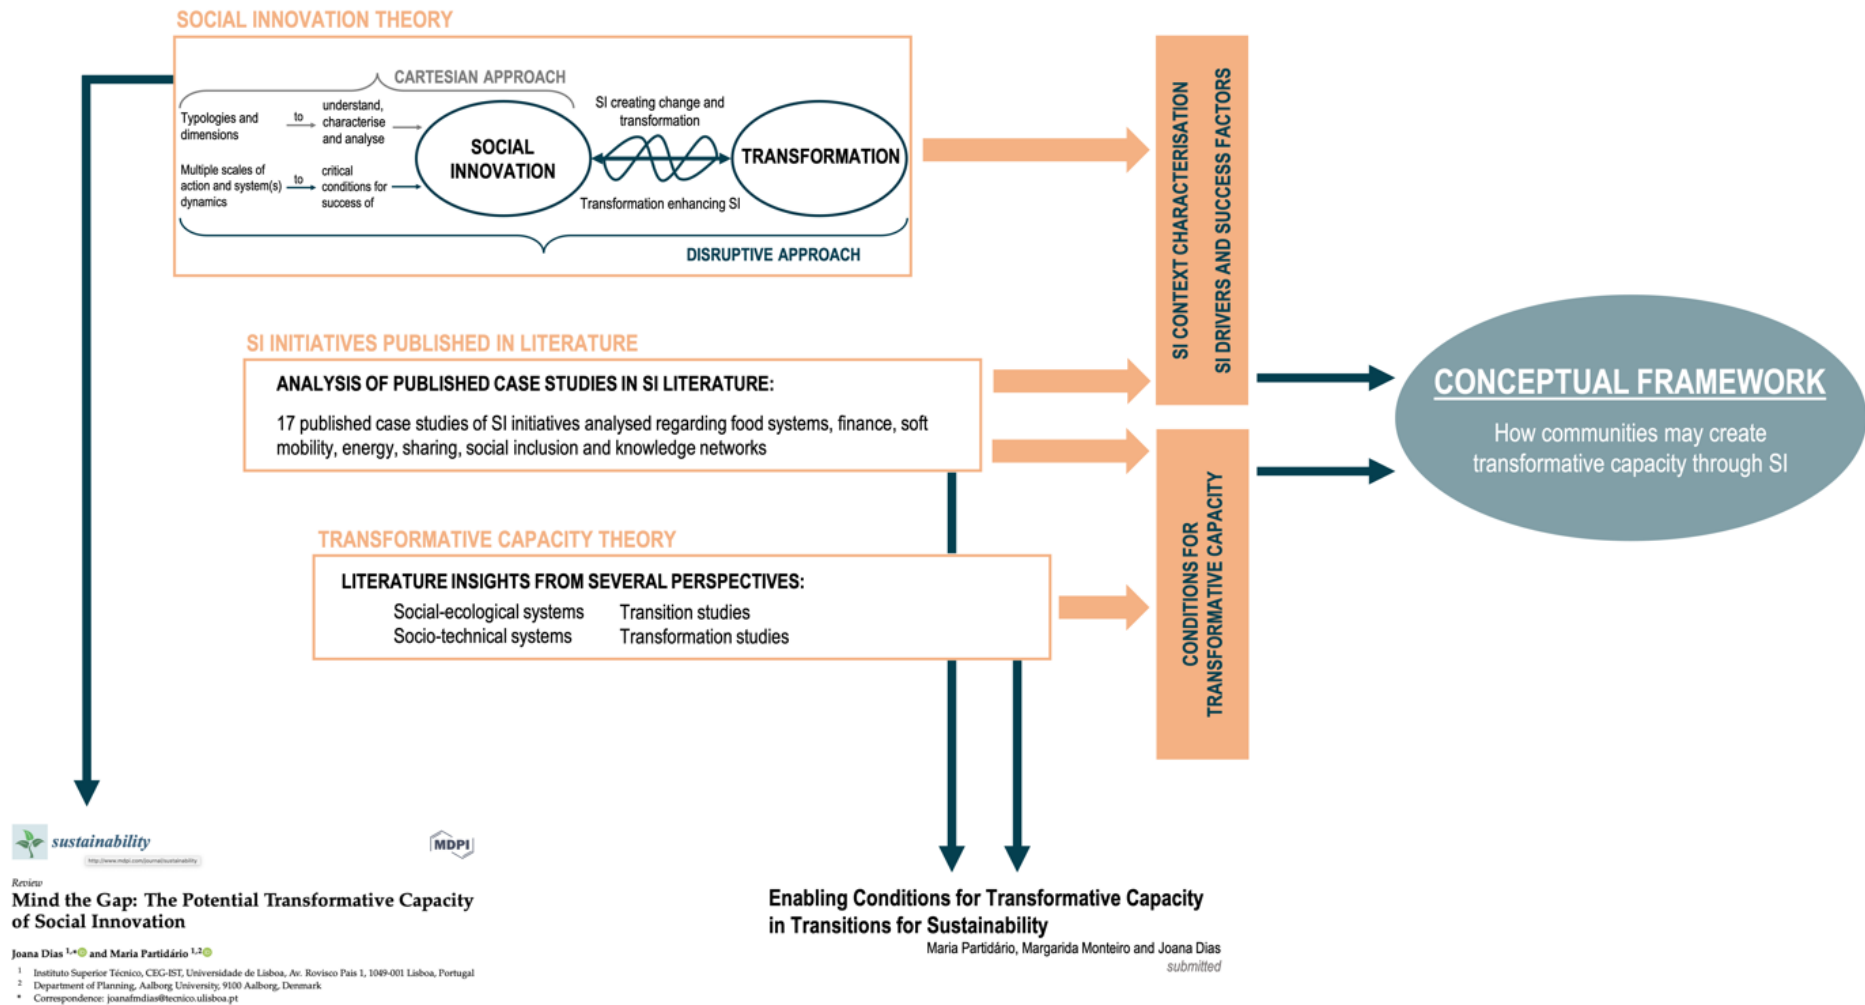 SOCIAL INNOVATION THEORY
CARTESIAN APPROACH
Typologies and
dimensions
to
understand,
characterise
and analyse
Multiple scales of
action and system(s)
dynamics
to
critical
conditions for
success of
SOCIAL
INNOVATION
SI creating change and
transformation
Transformation enhancing SI
TRANSFORMATION
DISRUPTIVE APPROACH
SI CONTEXT CHARACTERISATION
SI DRIVERS AND SUCCESS FACTORS
SI INITIATIVES PUBLISHED IN LITERATURE
ANALYSIS OF PUBLISHED CASE STUDIES IN SI LITERATURE:
17 published case studies of SI initiatives analysed regarding food systems, finance, soft
mobility, energy, sharing, social inclusion and knowledge networks
CONCEPTUAL FRAMEWORK
How communities may create
transformative capacity through SI
TRANSFORMATIVE CAPACITY THEORY
LITERATURE INSIGHTS FROM SEVERAL PERSPECTIVES:
Social-ecological systems Transition studies
Socio-technical systems Transformation studies
CONDITIONS FOR
TRANSFORMATIVE CAPACITY
sustainability
MDPI
http://www.mdpi.com/journal/sustainability
Review
Mind the Gap: The Potential Transformative Capacity
of Social Innovation
Joana Dias 1,* and Maria Partidário 1,2
1 Instituto Superior Técnico, CEG-IST, Universidade de Lisboa, Av. Rovisco Pais 1, 1049-001 Lisboa, Portugal
2 Department of Planning, Aalborg University, 9100 Aalborg, Denmark
* Correspondence: joanafmdias@tecnico.ulisboa.pt
Enabling Conditions for Transformative Capacity
in Transitions for Sustainability
Maria Partidário, Margarida Monteiro and Joana Dias
submitted